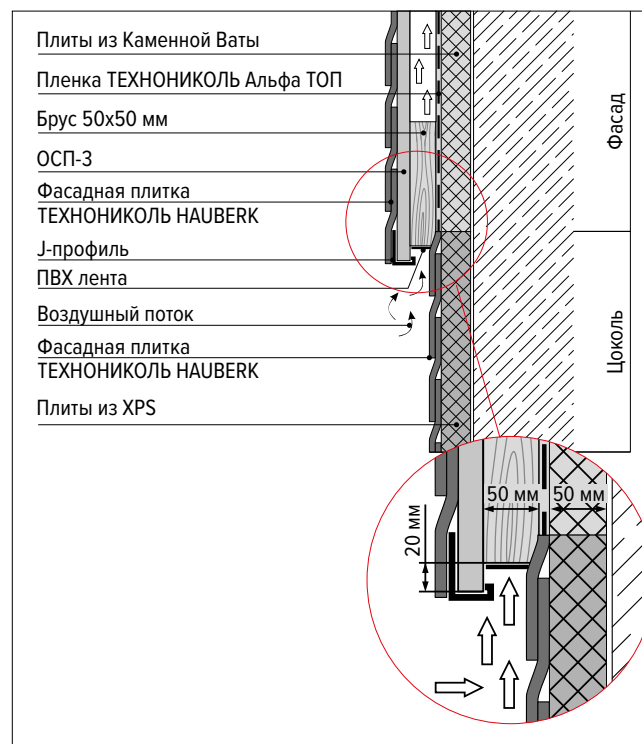 Плиты из Каменной Ваты
Пленка ТЕХНОНИКОЛЬ Альфа ТОП
Брус 50х50 мм
ОСП-3
Фасадная плитка
ТЕХНОНИКОЛЬ HAUBERK
J-профиль
ПВХ лента
Воздушный поток
Фасадная плитка
ТЕХНОНИКОЛЬ HAUBERK
Плиты из XPS
Фасад
Цоколь
50 мм
50 мм
20 мм